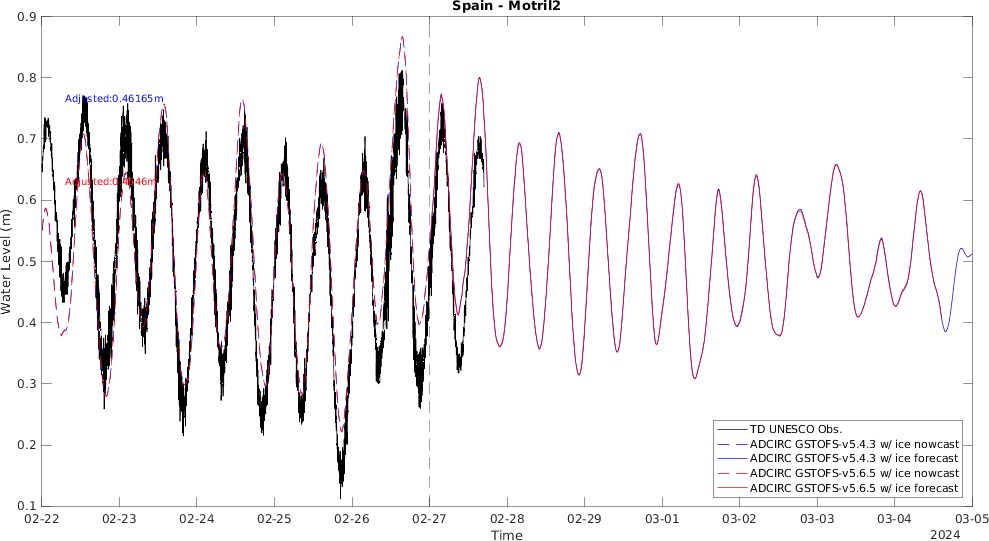 Spain - Motril2
0.9
0.8
0.7
0.6
0.5
0.4
0.3
0.2
0.1
Water Level (m)
Adjusted:0.46165m
TD UNESCO Obs.
ADCIRC GSTOFS-v5.4.3 w/ ice nowcast
ADCIRC GSTOFS-v5.4.3 w/ ice forecast
ADCIRC GSTOFS-v5.6.5 w/ ice nowcast
ADCIRC GSTOFS-v5.6.5 w/ ice forecast
02-22 02-23 02-24 02-25 02-26 02-27 02-28 02-29 03-01 03-02 03-03 03-04 03-05
Time
2024